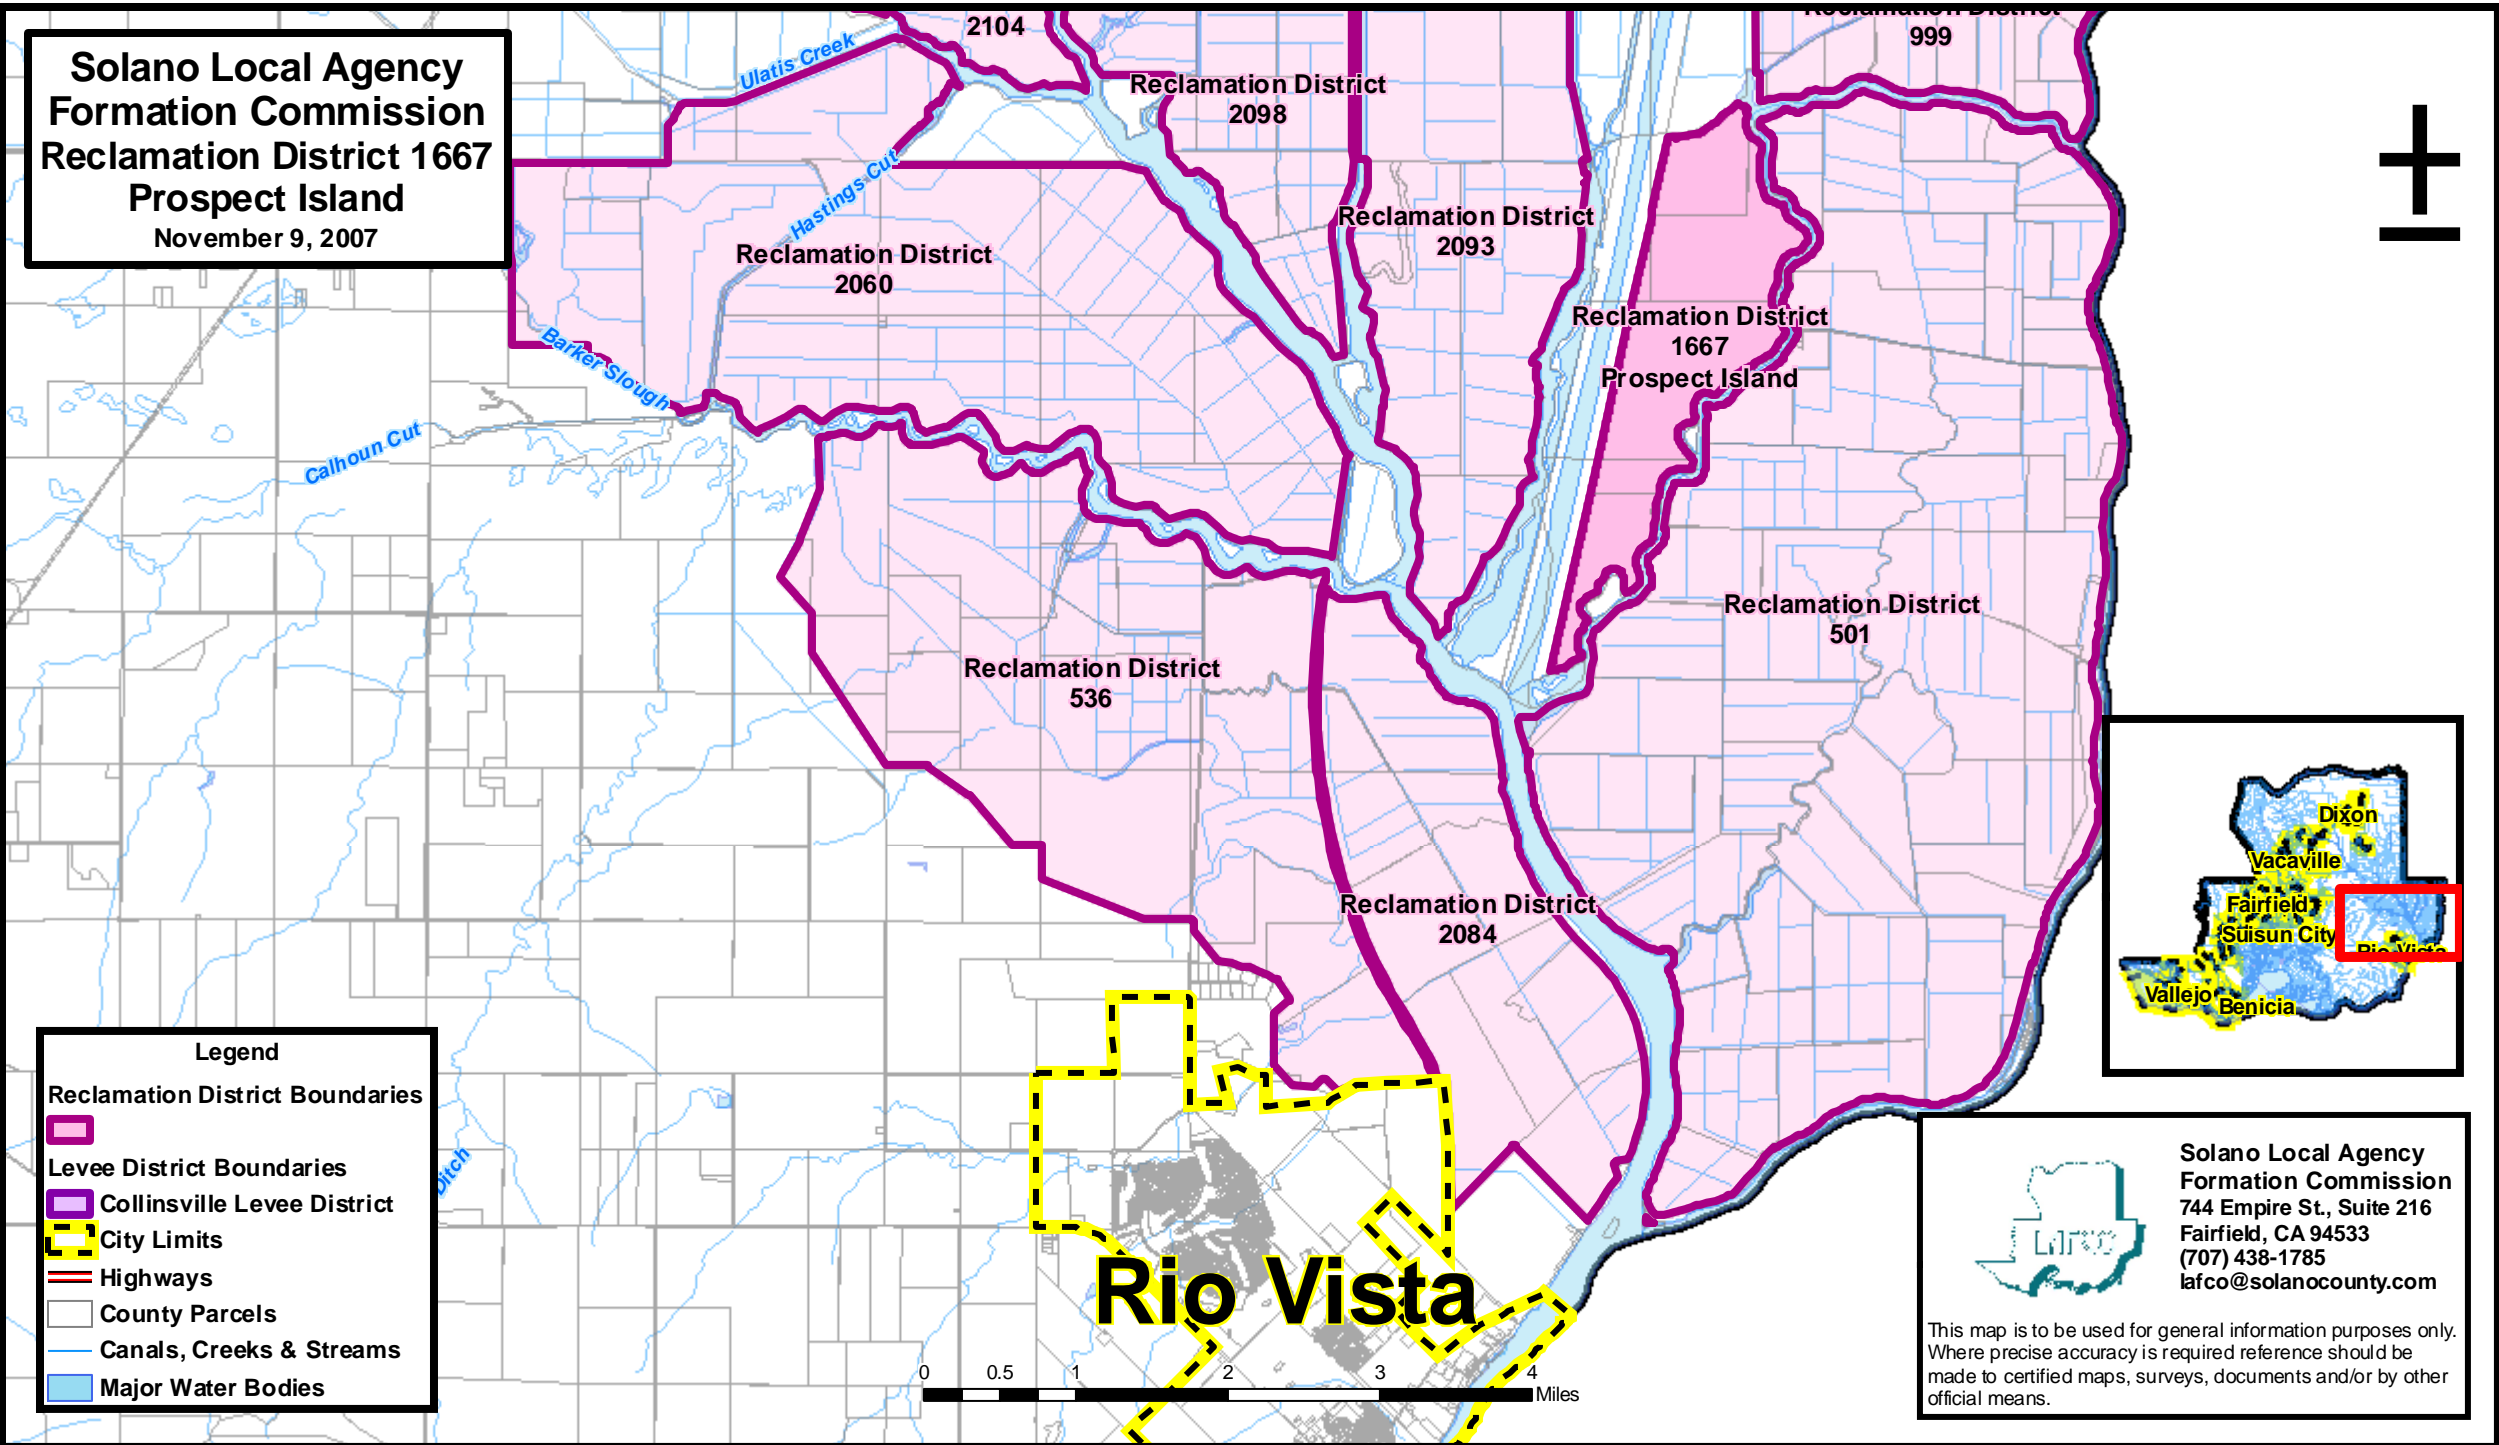 Solano Local Agency
Formation Commission
Reclamation District 1667
Prospect Island
November 9, 2007
2104
Reclamation District
999
Ulatis Creek
Reclamation District
2098
Hastings Cut
Reclamation District
2060
Reclamation District
2093
Reclamation District
1667
Prospect Island
Barker Slough
Calhoun Cut
Reclamation District
501
Reclamation District
536
Reclamation District
2084
Dixon
Vacaville
Fairfield
Suisun City
Rio Vista
Vallejo
Benicia
Legend
Reclamation District Boundaries
Levee District Boundaries
Collinsville Levee District
City Limits
Highways
County Parcels
Canals, Creeks & Streams
Major Water Bodies
Ditch
Rio Vista
0 0.5 1 2 3 4
Miles
LAFCO
Solano Local Agency
Formation Commission
744 Empire St., Suite 216
Fairfield, CA 94533
(707) 438-1785
lafco@solanocounty.com
This map is to be used for general information purposes only.
Where precise accuracy is required reference should be
made to certified maps, surveys, documents and/or by other
official means.